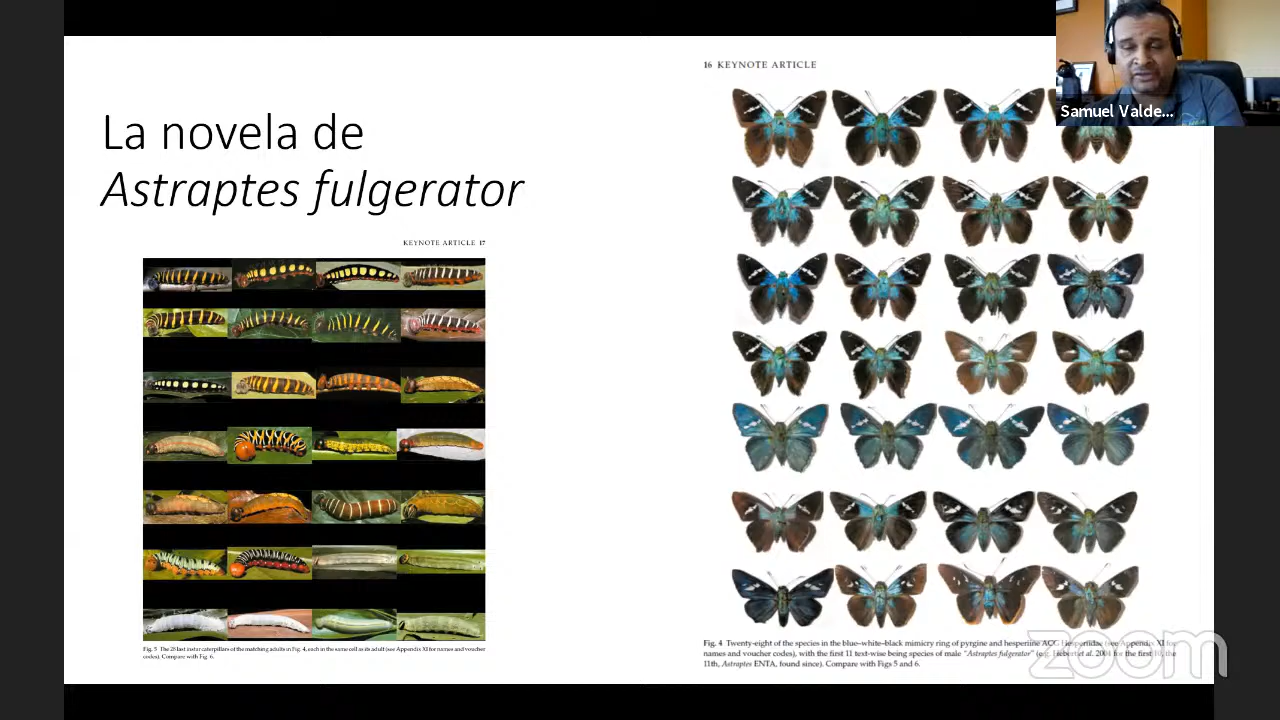 La novela de
Astraptes fulgerator
KEYNOTE ARTICLE 17
Fig. 5 The 28 last instar caterpillars of the matching adults in Fig. 4, each in the same cell as its adult (see Appendix XI for names and voucher
codes). Compare with Fig. 6.
16 KEYNOTE ARTICLE
Samuel Valde...
Fig. 4 Twenty-eight of the species in the blue–white–black mimicry ring of pyrgine and hesperiine ACG Hesperiidae (see Appendix XI for
names and voucher codes), with the first 11 text-wise being species of male "Astraptes fulgerator" (e.g. Hebert et al. 2004 for the first 10, the
11th, Astraptes ENTA, found since). Compare with Figs 5 and 6.
zoom